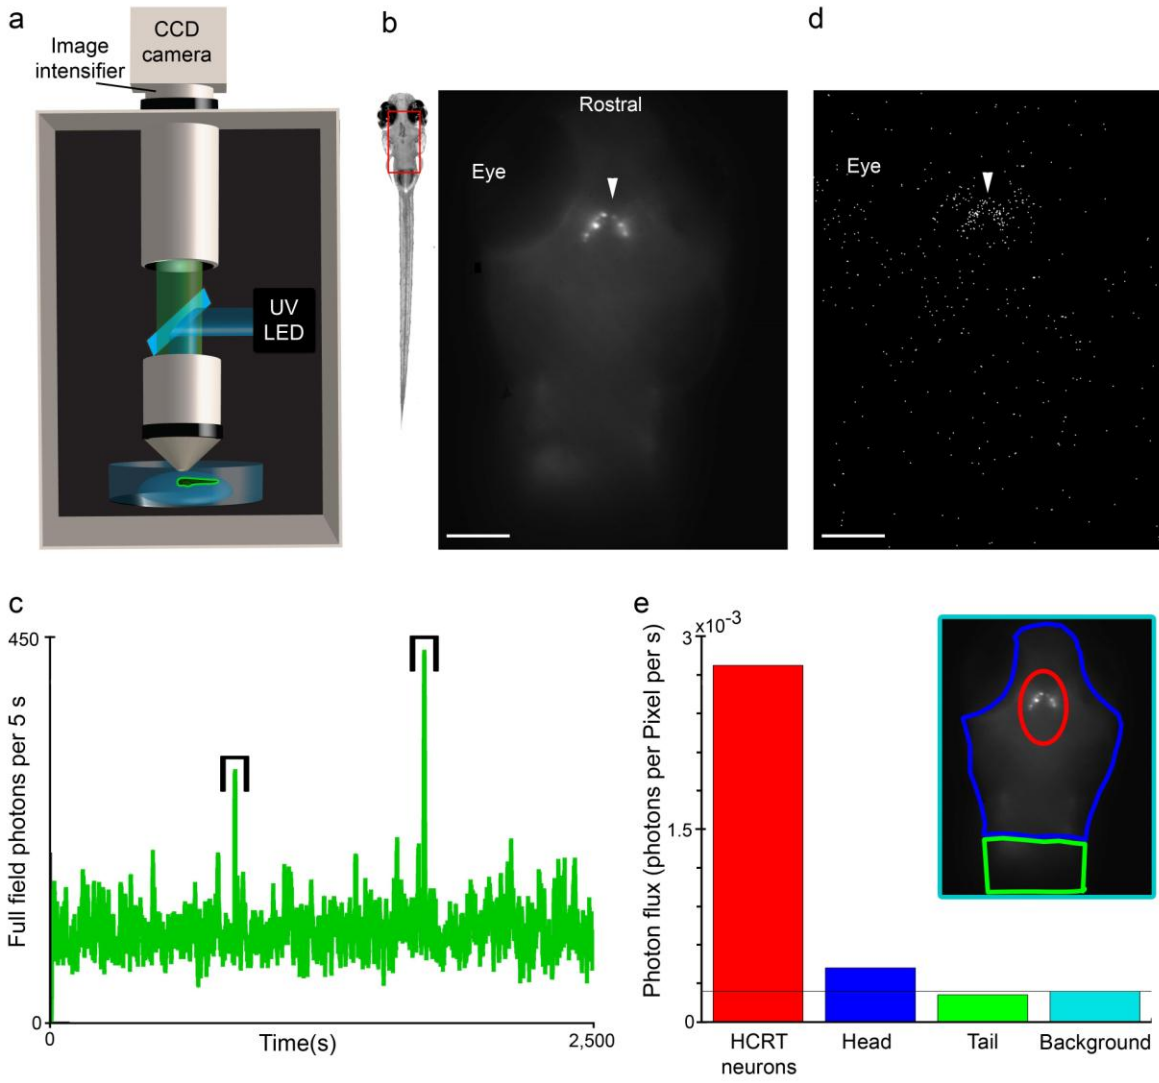 a
CCD
camera
Image
intensifier
UV
LED
b
Rostral
Eye
d
Eye
c
450
Full field photons per 5 s
0
0
Time(s)
2,500
e
x10-3
3
Photon flux (photons per Pixel per s)
1.5
0
HCRT
neurons
Head
Tail
Background